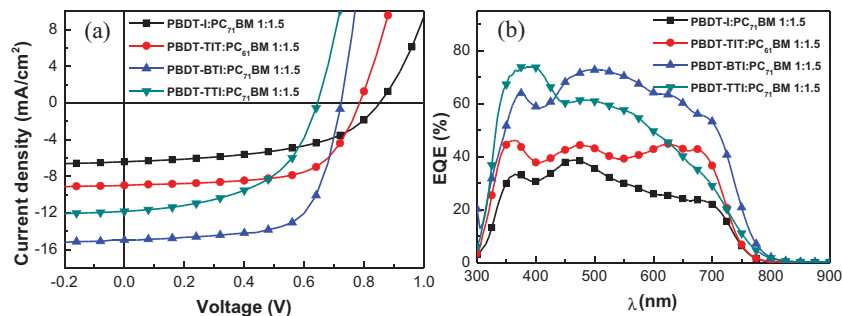 (a)
PBDT-I:PC71BM 1:1.5
PBDT-TIT:PC61BM 1:1.5
PBDT-BTI:PC71BM 1:1.5
PBDT-TTI:PC71BM 1:1.5
Current density (mA/cm²)
8
4
0
-4
-8
-12
-16
-0.2 0.0 0.2 0.4 0.6 0.8 1.0
Voltage (V)
(b)
PBDT-I:PC71BM 1:1.5
PBDT-TIT:PC61BM 1:1.5
PBDT-BTI:PC71BM 1:1.5
PBDT-TTI:PC71BM 1:1.5
EQE (%)
80
60
40
20
0
300 400 500 600 700 800 900
λ(nm)